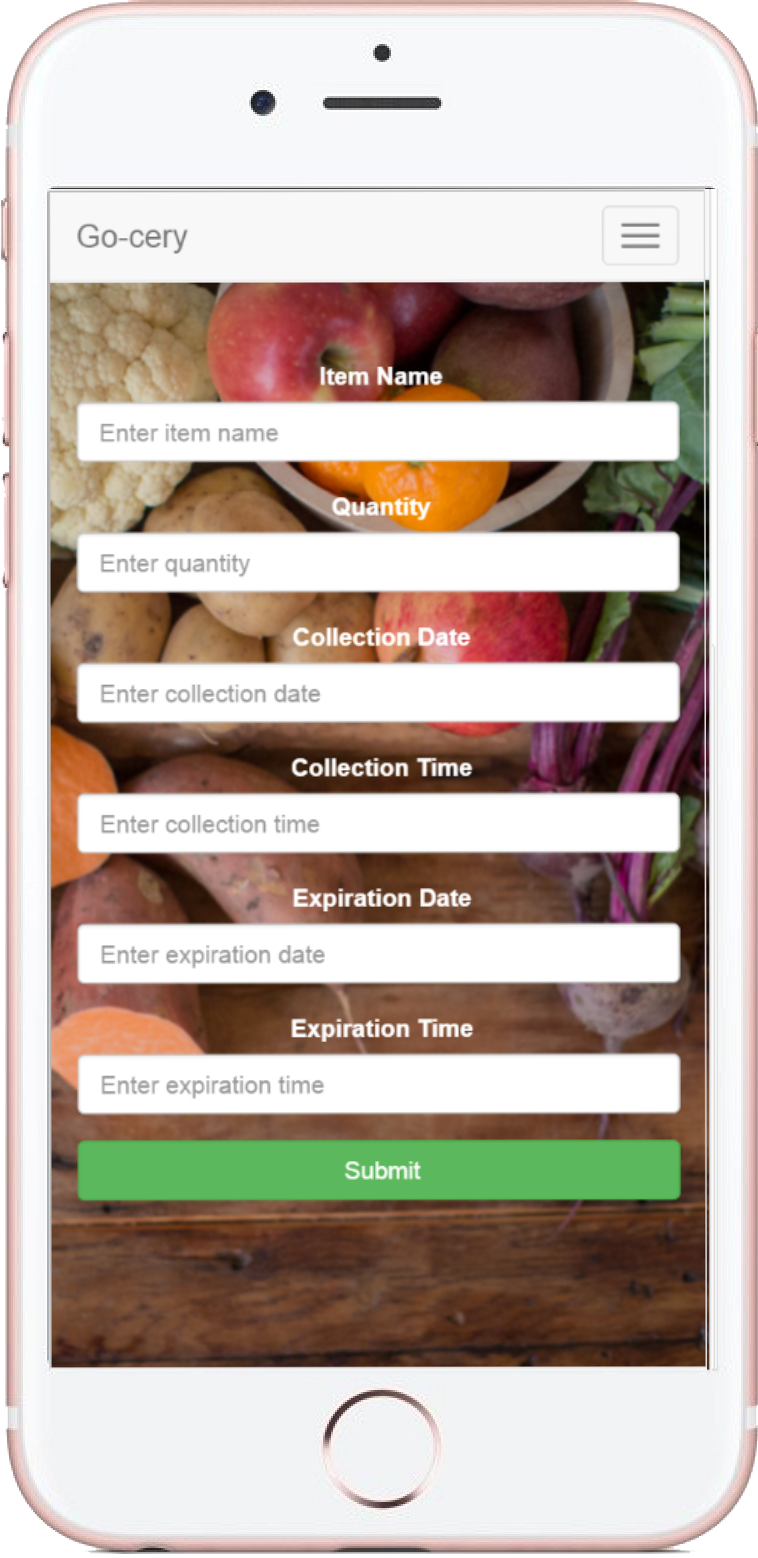 Go-cery
Item Name
Enter item name
Quantity
Enter quantity
Collection Date
Enter collection date
Collection Time
Enter collection time
Expiration Date
Enter expiration date
Expiration Time
Enter expiration time
Submit